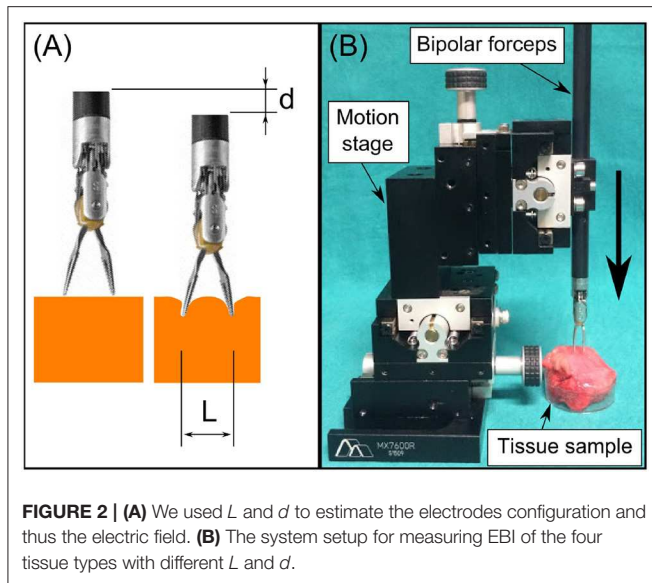 (A)
d
L
(B)
Bipolar forceps
Motion
stage
MX7600R
Tissue sample
FIGURE 2 | (A) We used L and d to estimate the electrodes configuration and
thus the electric field. (B) The system setup for measuring EBI of the four
tissue types with different L and d.